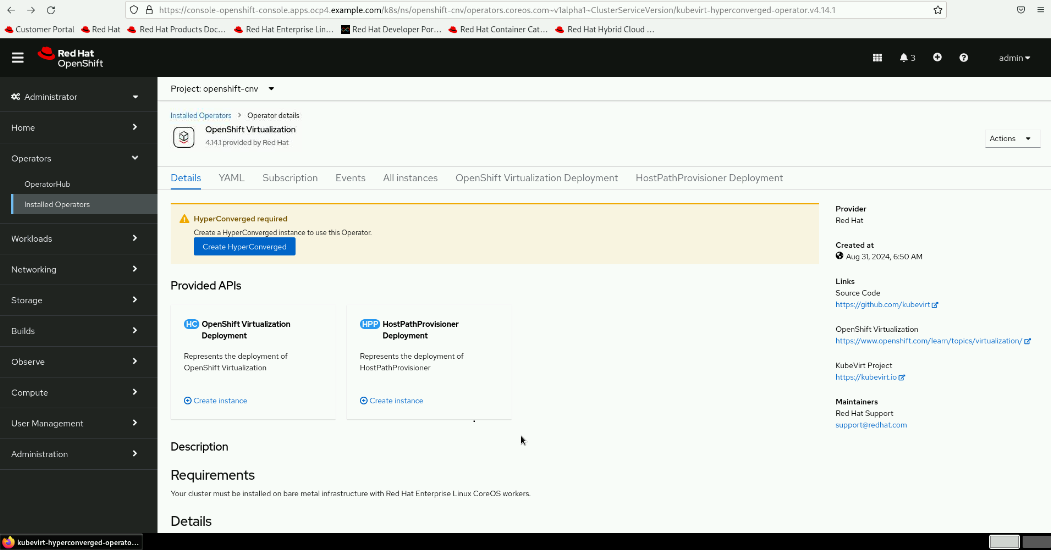 https://console-openshift-console.apps.ocp4.example.com/k8s/ns/openshift-cnv/operators.coreos.com~v1alpha1~ClusterServiceVersion/kubevirt-hyperconverged-operator.v4.14.1
Customer Portal Red Hat Red Hat Products Doc... Red Hat Enterprise Lin... Red Hat Developer Por... Red Hat Container Cat... Red Hat Hybrid Cloud ...
Red Hat
OpenShift
3
admin
Administrator
Home
Operators
OperatorHub
Installed Operators
Workloads
Networking
Storage
Builds
Observe
Compute
User Management
Administration
Project: openshift-cnv
Installed Operators > Operator details
OpenShift Virtualization
4.14.1 provided by Red Hat
Actions
Details YAML Subscription Events All instances OpenShift Virtualization Deployment HostPathProvisioner Deployment
HyperConverged required
Create a HyperConverged instance to use this Operator.
Create HyperConverged
Provided APIs
HC OpenShift Virtualization
Deployment
Represents the deployment of
OpenShift Virtualization
Create instance
HPP HostPathProvisioner
Deployment
Represents the deployment of
HostPathProvisioner
Create instance
Description
Requirements
Your cluster must be installed on bare metal infrastructure with Red Hat Enterprise Linux CoreOS workers.
Details
Provider
Red Hat
Created at
Aug 31, 2024, 6:50 AM
Links
Source Code
https://github.com/kubevirt
OpenShift Virtualization
https://www.openshift.com/learn/topics/virtualization/
KubeVirt Project
https://kubevirt.io
Maintainers
Red Hat Support
support@redhat.com
kubevirt-hyperconverged-operato...